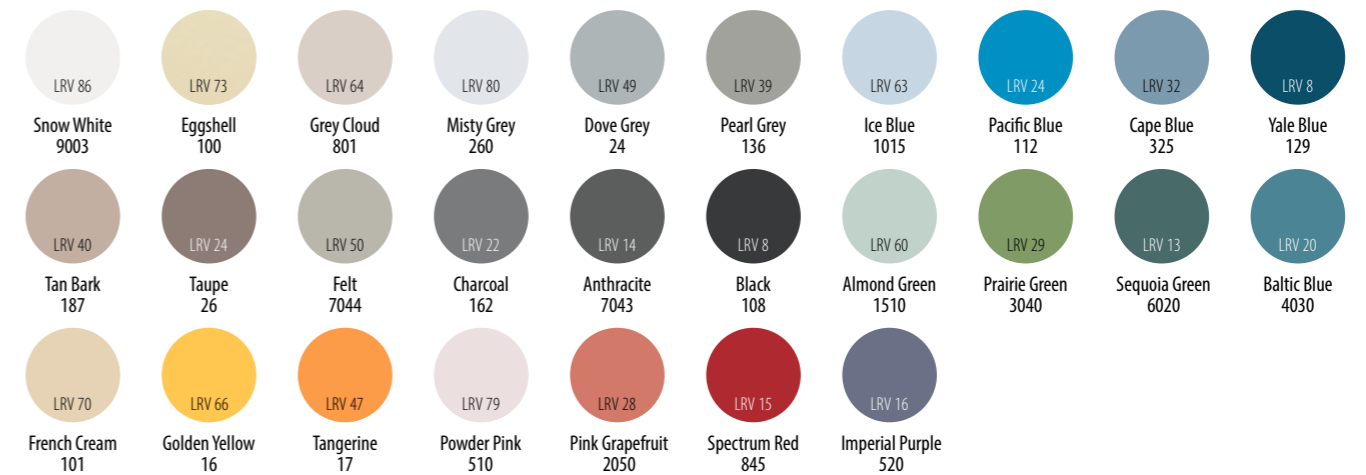 LRV 86
Snow White
9003
LRV 73
Eggshell
100
LRV 64
Grey Cloud
801
LRV 80
Misty Grey
260
LRV 49
Dove Grey
24
LRV 39
Pearl Grey
136
LRV 63
Ice Blue
1015
LRV 24
Pacific Blue
112
LRV 32
Cape Blue
325
LRV 8
Yale Blue
129
LRV 40
Tan Bark
187
LRV 24
Taupe
26
LRV 50
Felt
7044
LRV 22
Charcoal
162
LRV 14
Anthracite
7043
LRV 8
Black
108
LRV 60
Almond Green
1510
LRV 29
Prairie Green
3040
LRV 13
Sequoia Green
6020
LRV 20
Baltic Blue
4030
LRV 70
French Cream
101
LRV 66
Golden Yellow
16
LRV 47
Tangerine
17
LRV 79
Powder Pink
510
LRV 28
Pink Grapefruit
2050
LRV 15
Spectrum Red
845
LRV 16
Imperial Purple
520